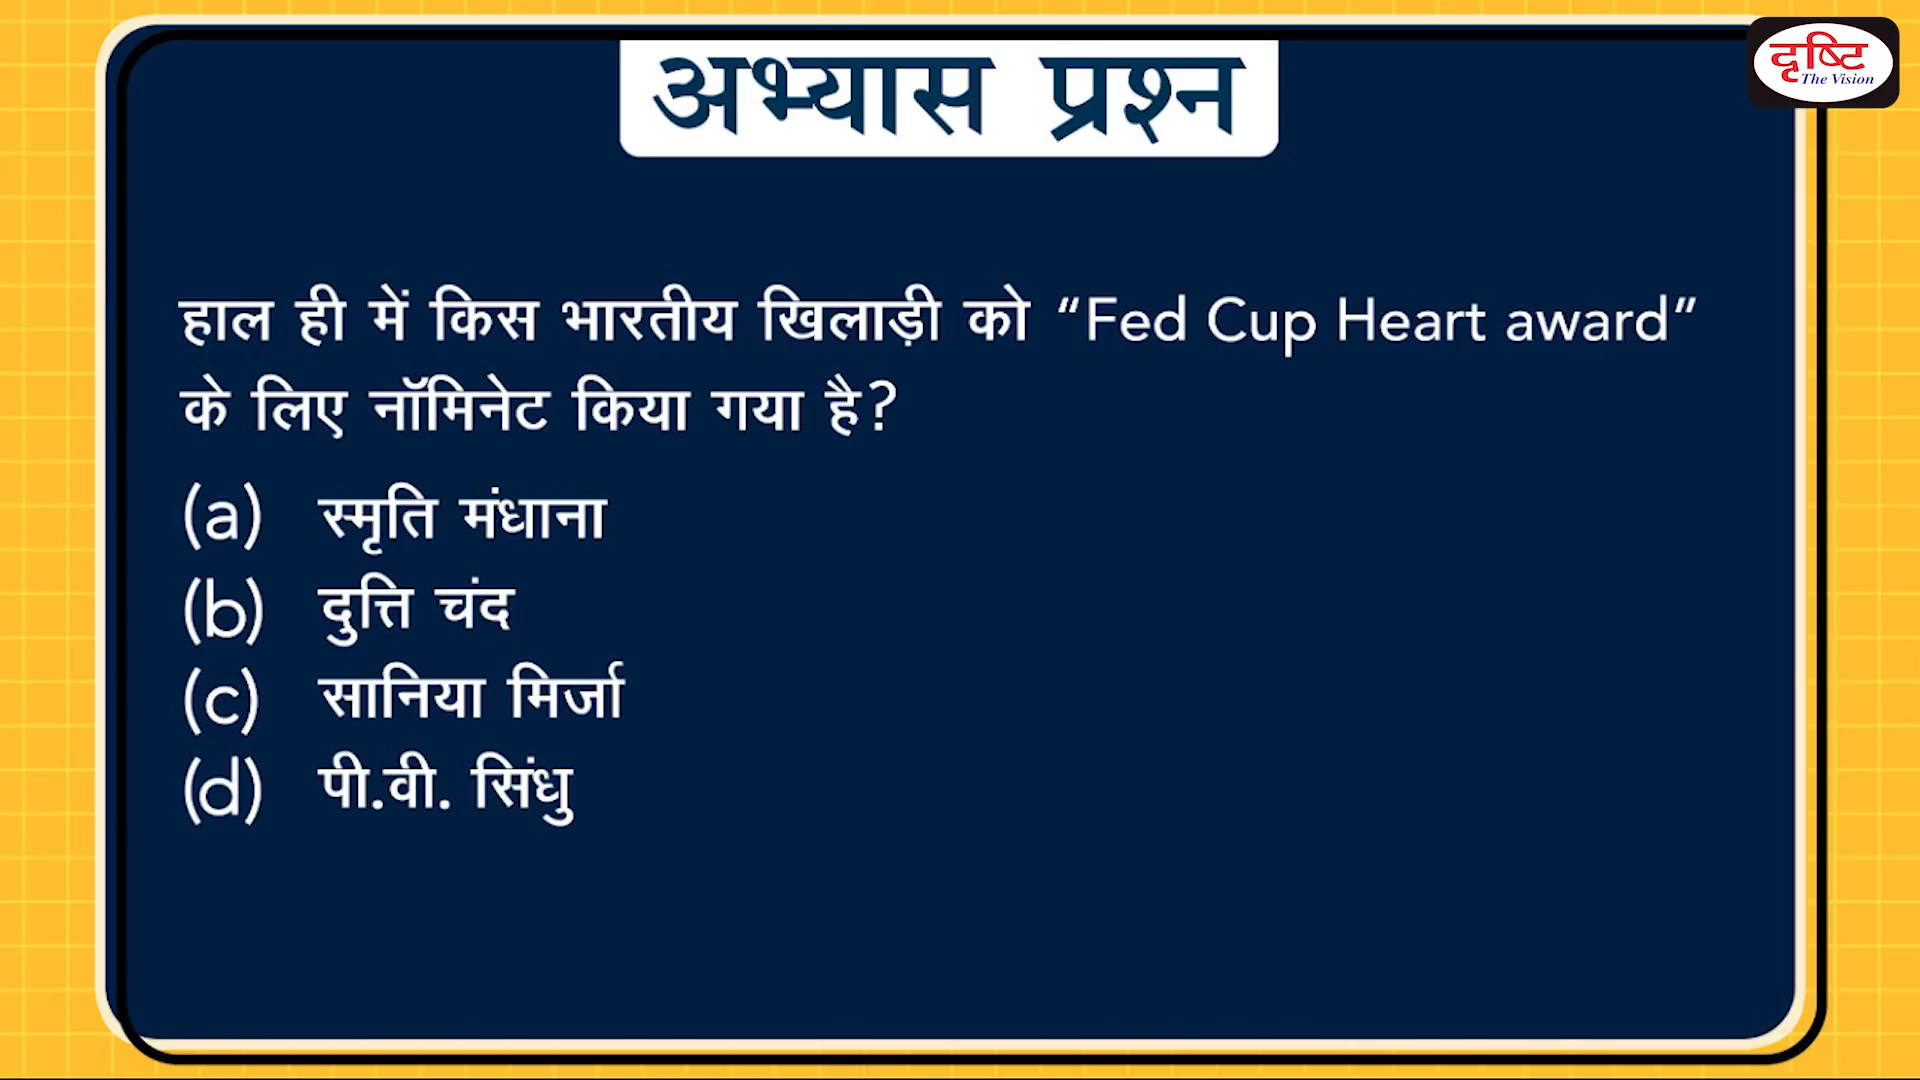 दृष्टि
The Vision
अभ्यास प्रश्न
हाल ही में किस भारतीय खिलाड़ी को “Fed Cup Heart award”
के लिए नॉमिनेट किया गया है?
(a) स्मृति मंधाना
(b) दुत्ति चंद
(c) सानिया मिर्जा
(d) पी.वी. सिंधु